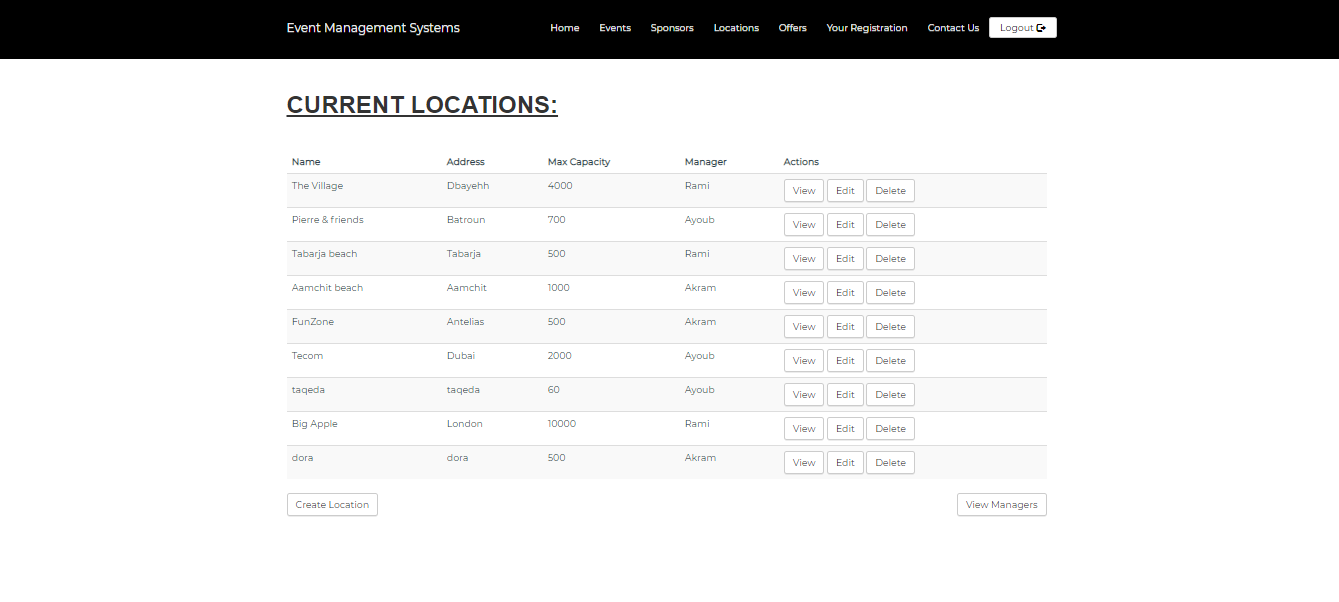 Event Management Systems Home Events Sponsors Locations Offers Your Registration Contact Us Logout
CURRENT LOCATIONS:
Name Address Max Capacity Manager Actions
The Village Dbayehh 4000 Rami View Edit Delete
Pierre & friends Batroun 700 Ayoub View Edit Delete
Tabarja beach Tabarja 500 Rami View Edit Delete
Aamchit beach Aamchit 1000 Akram View Edit Delete
FunZone Antelias 500 Akram View Edit Delete
Tecom Dubai 2000 Ayoub View Edit Delete
taqeda taqeda 60 Ayoub View Edit Delete
Big Apple London 10000 Rami View Edit Delete
dora dora 500 Akram View Edit Delete
Create Location View Managers